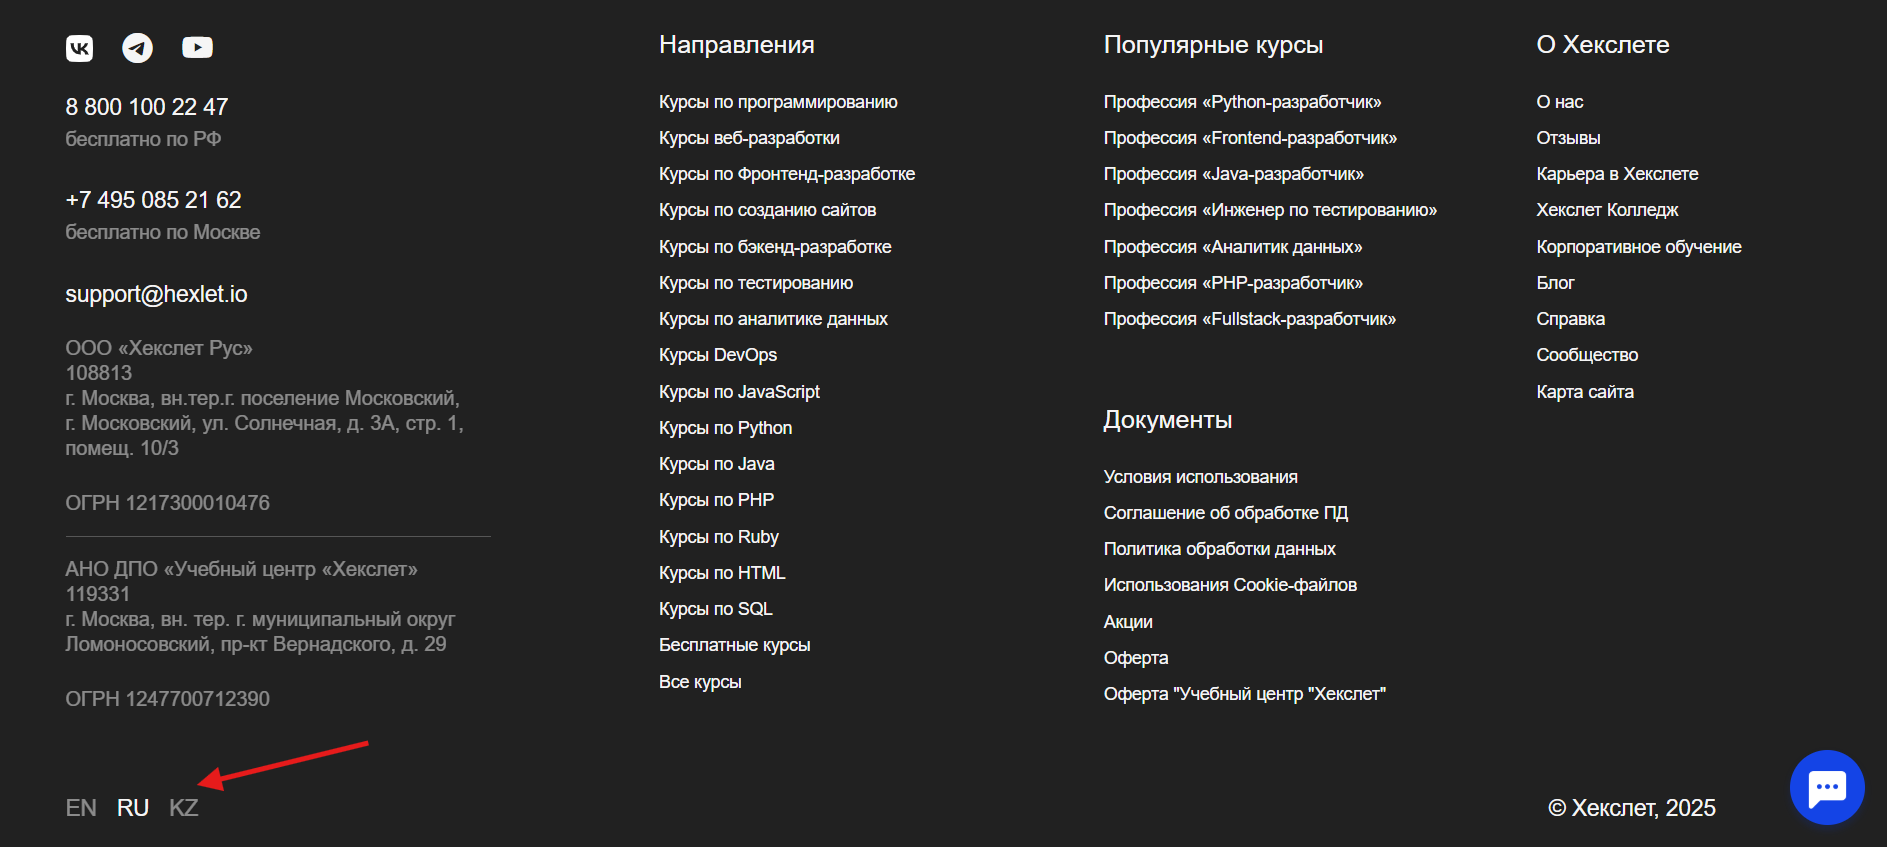 8 800 100 22 47
бесплатно по РФ
+7 495 085 21 62
бесплатно по Москве
support@hexlet.io
ООО «Хекслет Рус»
108813
г. Москва, вн.тер.г. поселение Московский,
г. Московский, ул. Солнечная, д. 3А, стр. 1,
помещ. 10/3
ОГРН 1217300010476
АНО ДПО «Учебный центр «Хекслет»
119331
г. Москва, вн. тер. г. муниципальный округ
Ломоносовский, пр-кт Вернадского, д. 29
ОГРН 1247700712390
Направления
Курсы по программированию
Курсы веб-разработки
Курсы по Фронтенд-разработке
Курсы по созданию сайтов
Курсы по бэкенд-разработке
Курсы по тестированию
Курсы по аналитике данных
Курсы DevOps
Курсы по JavaScript
Курсы по Python
Курсы по Java
Курсы по PHP
Курсы по Ruby
Курсы по HTML
Курсы по SQL
Бесплатные курсы
Все курсы
Популярные курсы
Профессия «Python-разработчик»
Профессия «Frontend-разработчик»
Профессия «Java-разработчик»
Профессия «Инженер по тестированию»
Профессия «Аналитик данных»
Профессия «PHP-разработчик»
Профессия «Fullstack-разработчик»
Документы
Условия использования
Соглашение об обработке ПД
Политика обработки данных
Использования Cookie-файлов
Акции
Оферта
Оферта "Учебный центр "Хекслет"
О Хекслете
О нас
Отзывы
Карьера в Хекслете
Хекслет Колледж
Корпоративное обучение
Блог
Справка
Сообщество
Карта сайта
EN RU KZ
© Хекслет, 2025